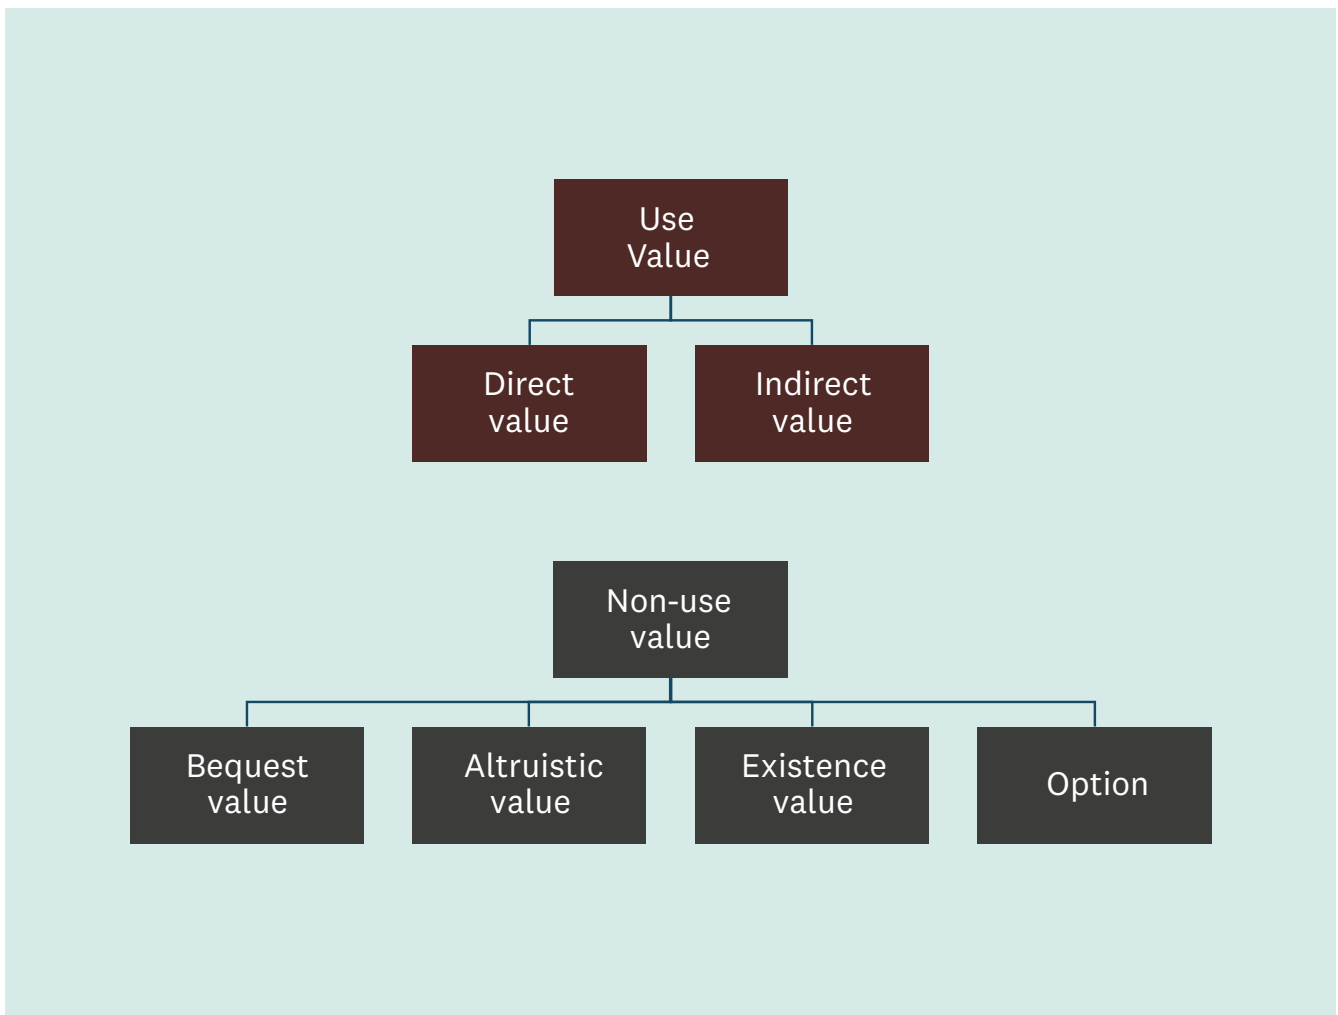 Use
Value
Direct
value
Indirect
value
Non-use
value
Bequest
value
Altruistic
value
Existence
value
Option